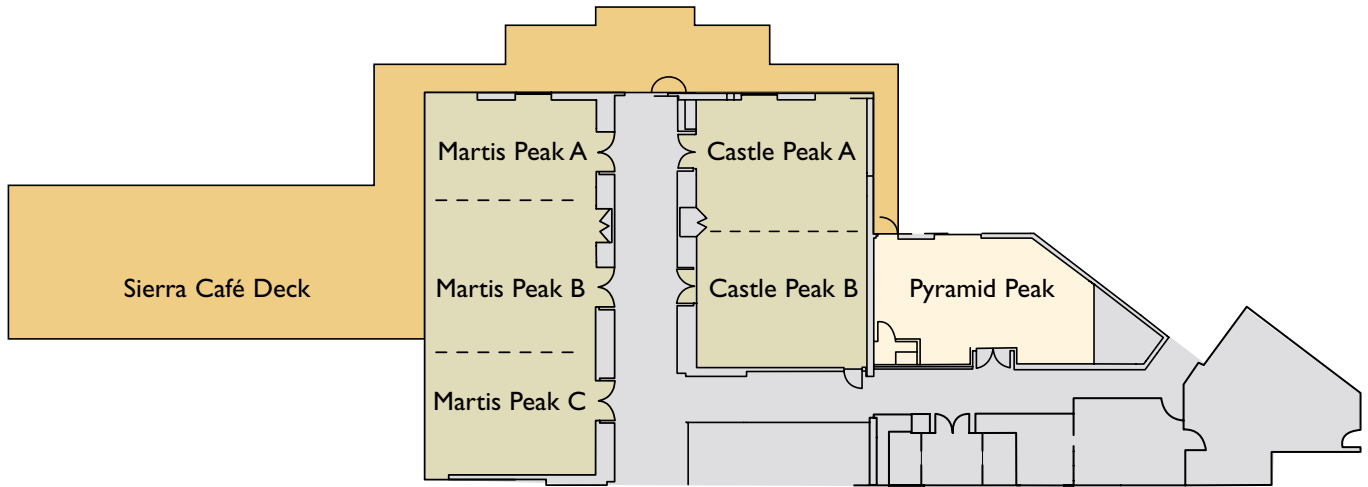 Martis Peak A
Castle Peak A
Sierra Café Deck
Martis Peak B
Castle Peak B
Pyramid Peak
Martis Peak C